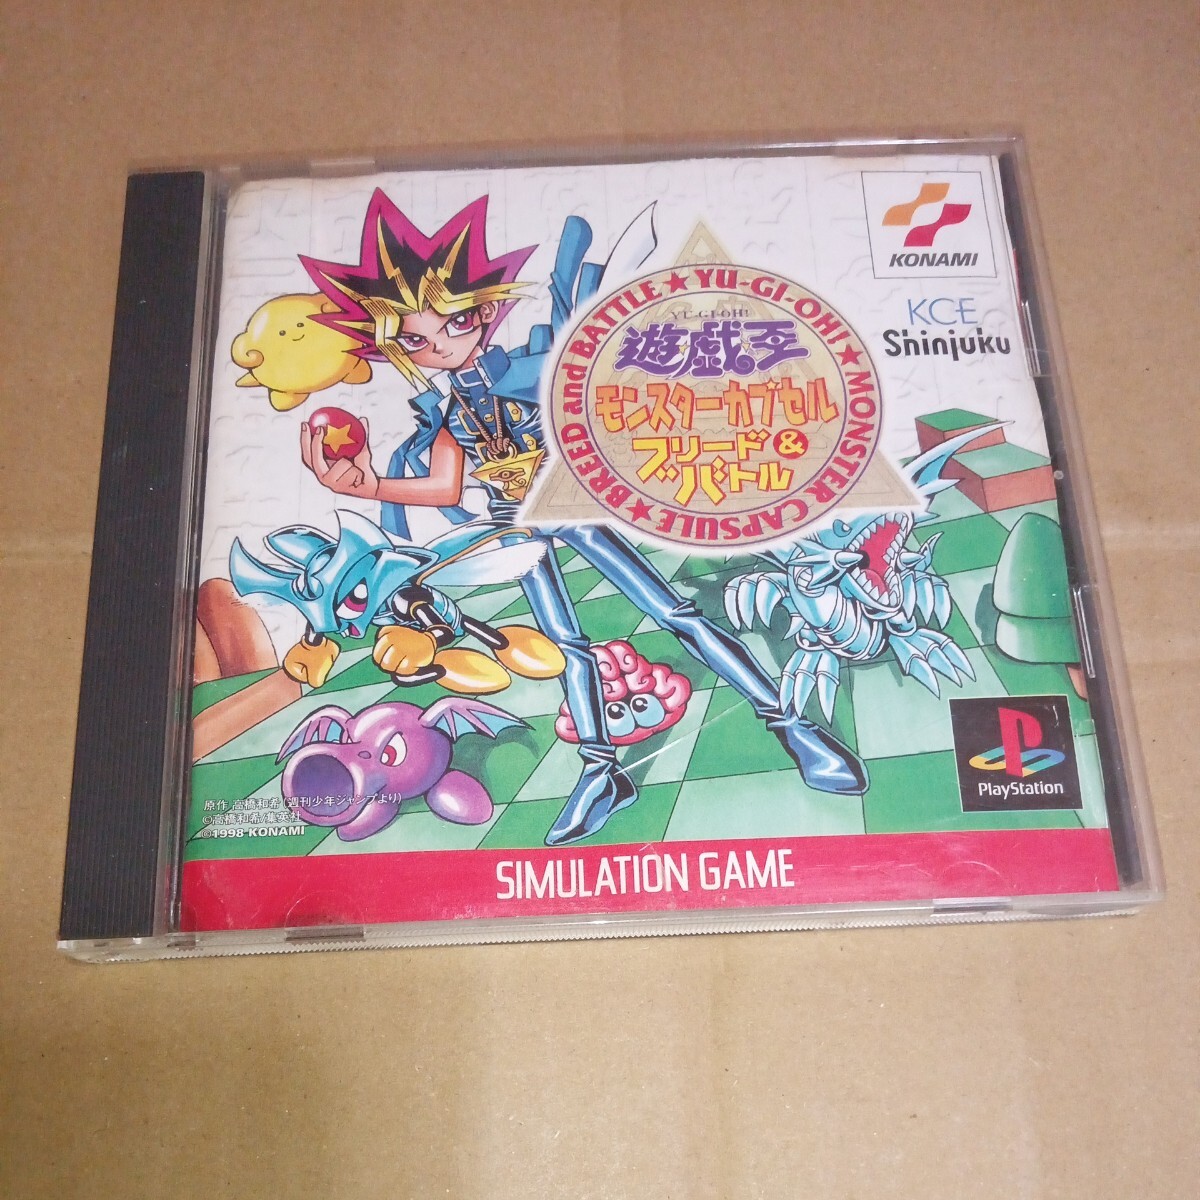 KONAMI
KCE
Shinjuku
YU-GI-OH! ★ MONSTER CAPSULE ★ BREED and BATTLE ★
YU-GI-OH!
遊☆戯☆王
モンスターカプセル
ブリード&
バトル
PlayStation
原作 高橋和希(週刊少年ジャンプより)
©高橋和希/集英社
©1998 KONAMI
SIMULATION GAME